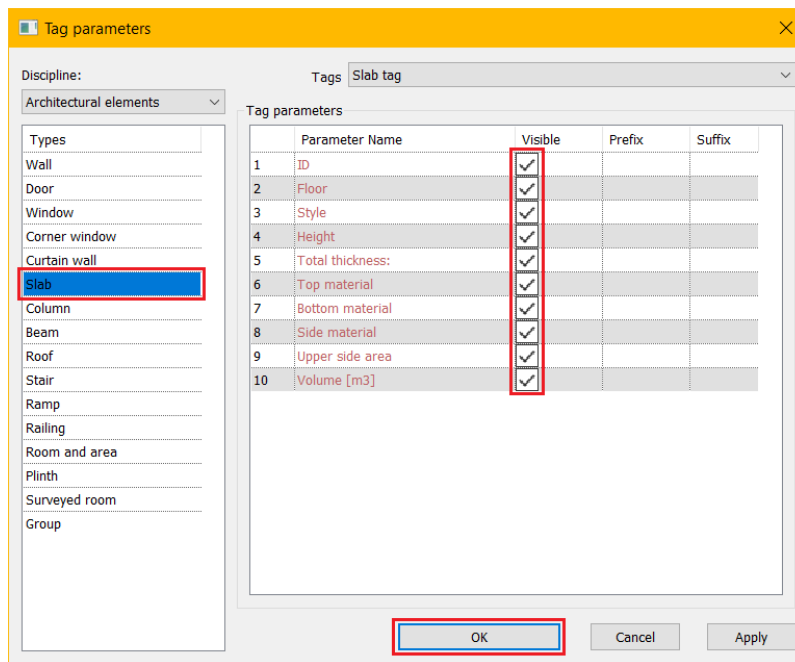 Tag parameters
Discipline:
Architectural elements
Types
Wall
Door
Window
Corner window
Curtain wall
Slab
Column
Beam
Roof
Stair
Ramp
Railing
Room and area
Plinth
Surveyed room
Group
Tags Slab tag
Tag parameters
Parameter Name Visible Prefix Suffix
1 ID
2 Floor
3 Style
4 Height
5 Total thickness:
6 Top material
7 Bottom material
8 Side material
9 Upper side area
10 Volume [m3]
OK Cancel Apply